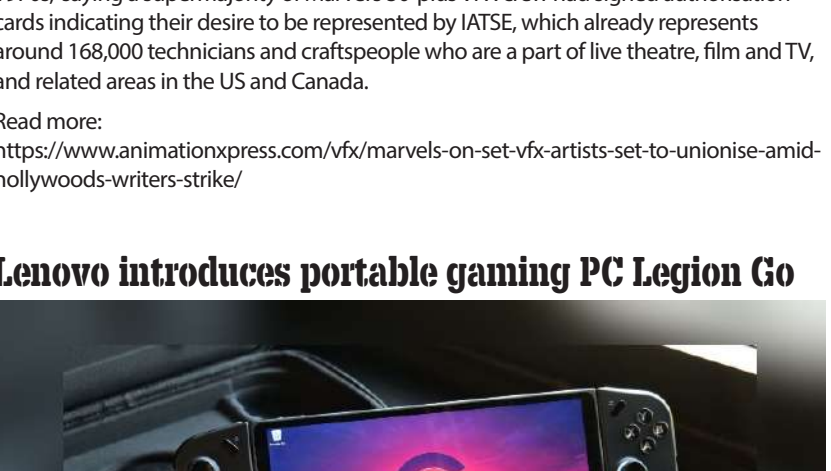 cards indicating their desire to be represented by IATSE, which already represents
around 168,000 technicians and craftspeople who are a part of live theatre, film and TV,
and related areas in the US and Canada.
Read more:
https://www.animationxpress.com/vfx/marvels-on-set-vfx-artists-set-to-unionise-amid-
hollywoods-writers-strike/
Lenovo introduces portable gaming PC Legion Go